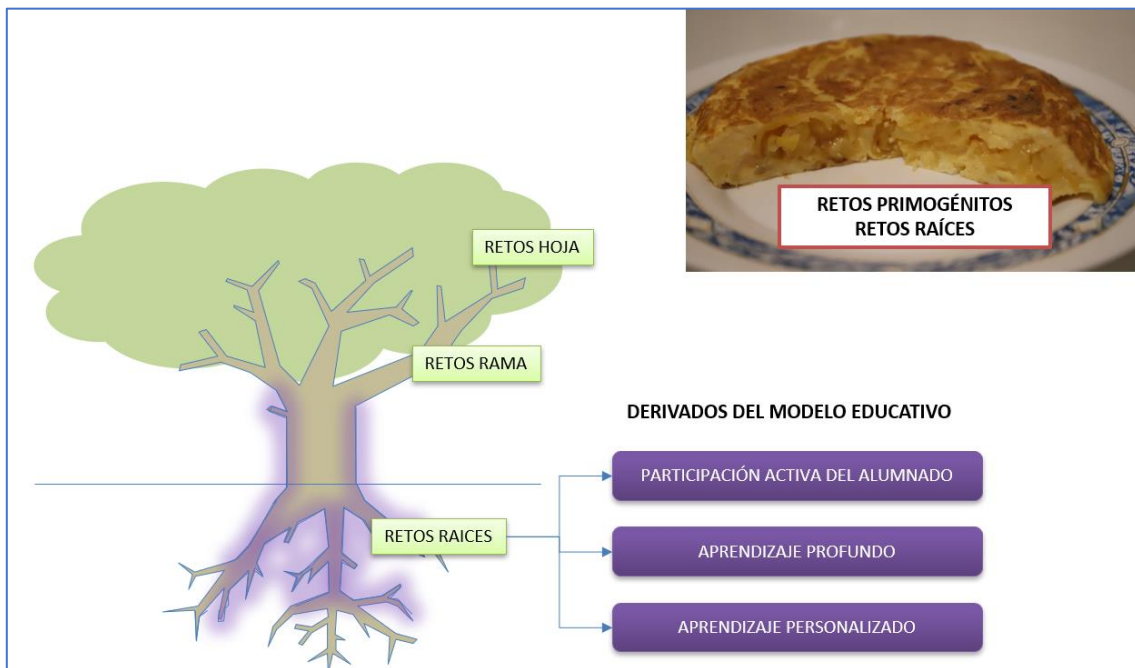 RETOS PRIMOGÉNITOS
RETOS RAÍCES
RETOS HOJA
RETOS RAMA
DERIVADOS DEL MODELO EDUCATIVO
PARTICIPACIÓN ACTIVA DEL ALUMNADO
RETOS RAICES
APRENDIZAJE PROFUNDO
APRENDIZAJE PERSONALIZADO